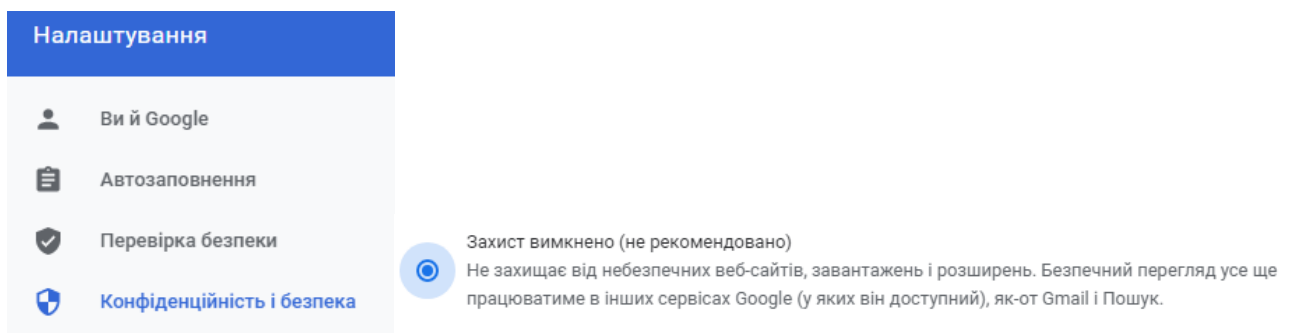 Налаштування
Ви й Google
Автозаповнення
Перевірка безпеки
Конфіденційність і безпека
Захист вимкнено (не рекомендовано)
Не захищає від небезпечних веб-сайтів, завантажень і розширень. Безпечний перегляд усе ще
працюватиме в інших сервісах Google (у яких він доступний), як-от Gmail і Пошук.